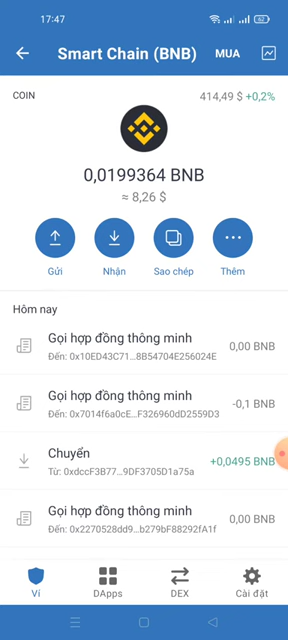 17:47
62
Smart Chain (BNB)
MUA
COIN
414,49 $ +0,2%
0,0199364 BNB
≈ 8,26 $
Gửi
Nhận
Sao chép
Thêm
Hôm nay
Gọi hợp đồng thông minh
0,00 BNB
Đến: 0x10ED43C71...8B54704E256024E
Gọi hợp đồng thông minh
-0,1 BNB
Đến: 0x7014f6a0cE...F326960dD2559D3
Chuyển
+0,0495 BNB
Từ: 0xdccF3B77...9DF3705D1a75a
Gọi hợp đồng thông minh
0,00 BNB
Đến: 0x2270528dd9...b279bF88292fA1f
Ví
DApps
DEX
Cài đặt